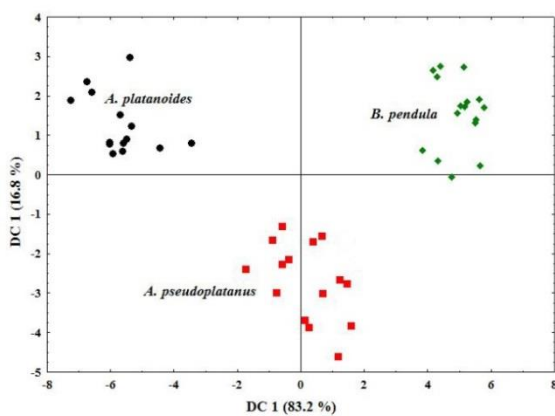 4
3
A. platanoides
2
B. pendula
1
0
-1
-2
A. pseudoplatanus
-3
-4
-5
-8 -6 -4 -2 0 2 4 6 8
DC 1 (83.2 %)
DC 1 (16.8 %)